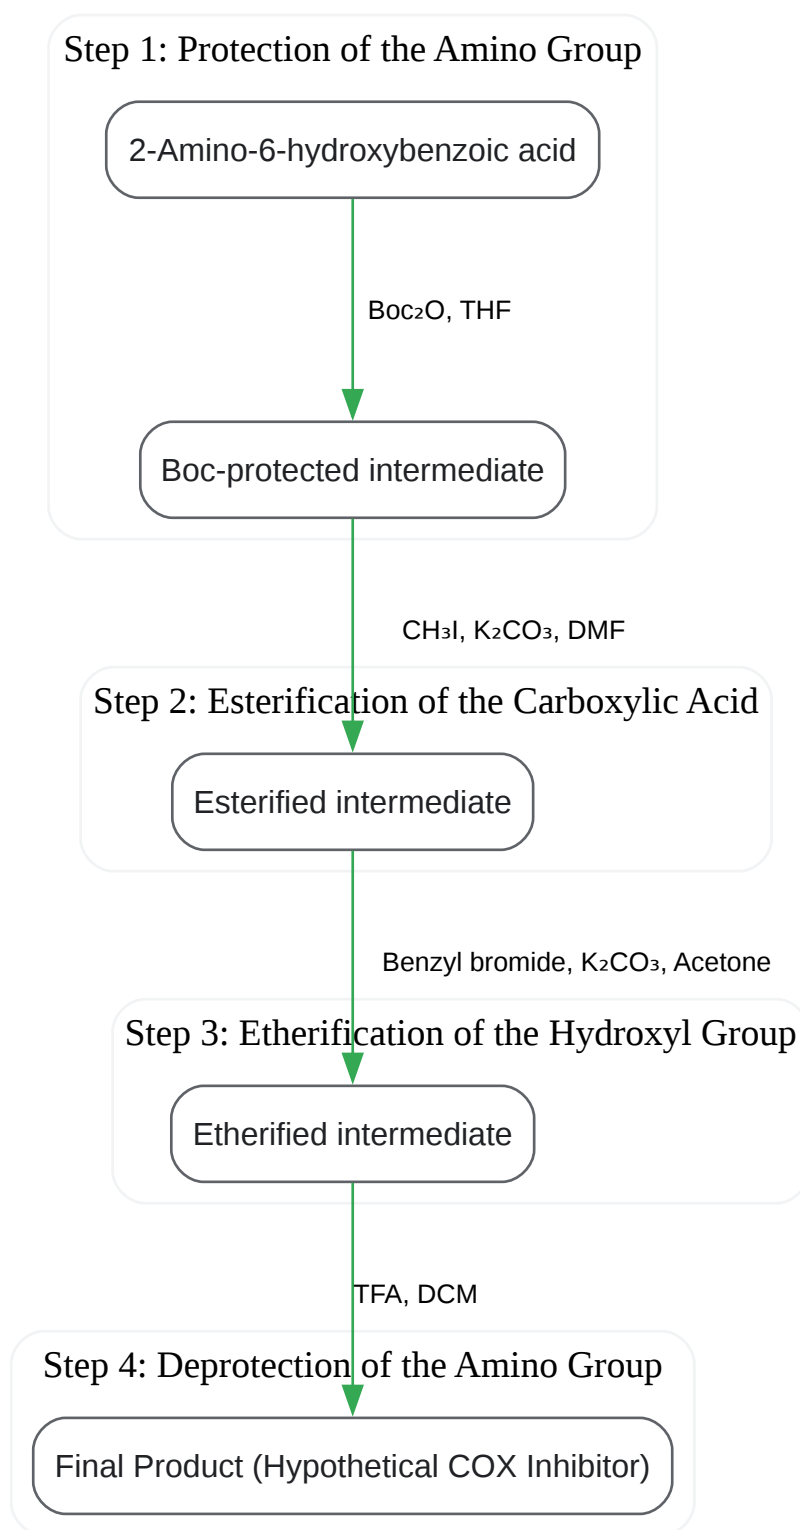 Step 1: Protection of the Amino Group
2-Amino-6-hydroxybenzoic acid
Boc₂O, THF
Boc-protected intermediate
CH₃I, K₂CO₃, DMF
Step 2: Esterification of the Carboxylic Acid
Esterified intermediate
Benzyl bromide, K₂CO₃, Acetone
Step 3: Etherification of the Hydroxyl Group
Etherified intermediate
TFA, DCM
Step 4: Deprotection of the Amino Group
Final Product (Hypothetical COX Inhibitor)